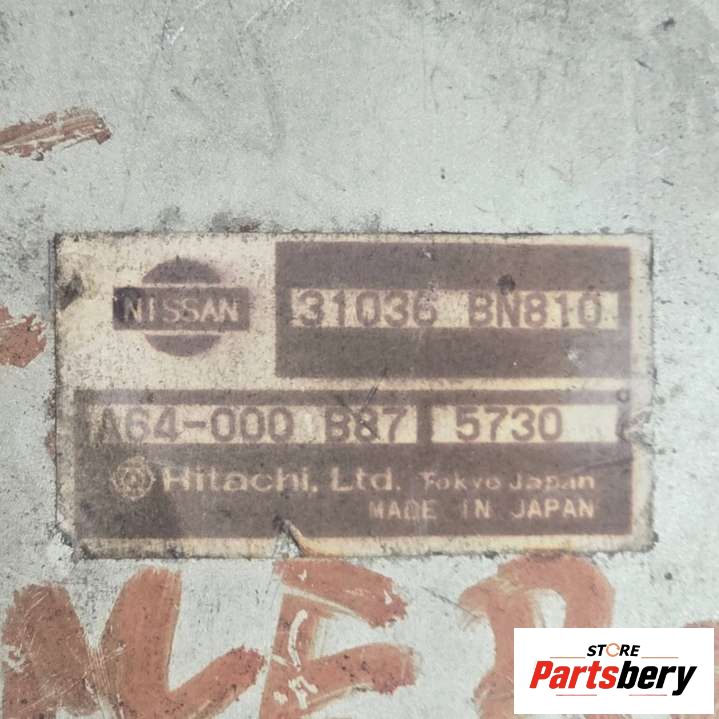 NISSAN
31036 BN810
A64-000 B87 5730
Hitachi, Ltd. Tokyo Japan
MADE IN JAPAN
STORE
Partsbery